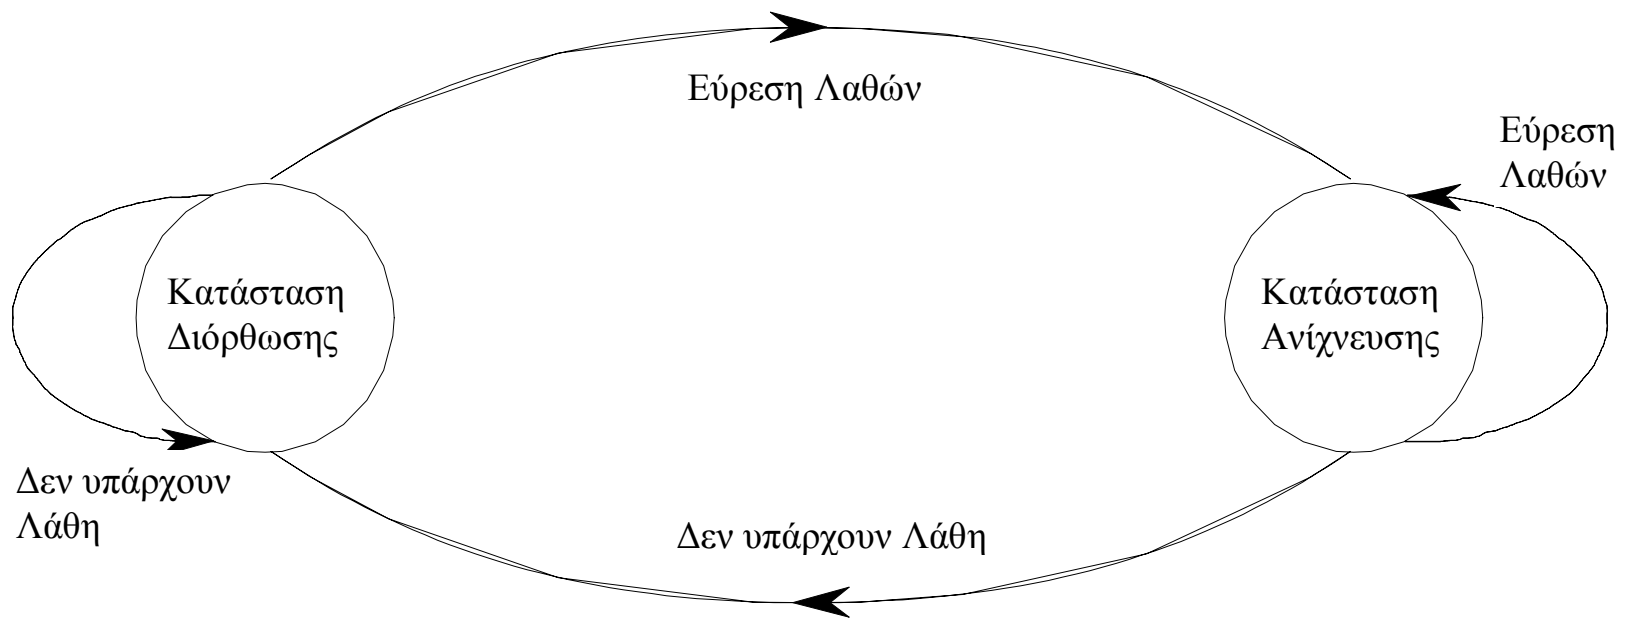 Εύρεση Λαθών
Εύρεση
Λαθών
Κατάσταση
Διόρθωσης
Κατάσταση
Ανίχνευσης
Δεν υπάρχουν
Λάθη
Δεν υπάρχουν Λάθη